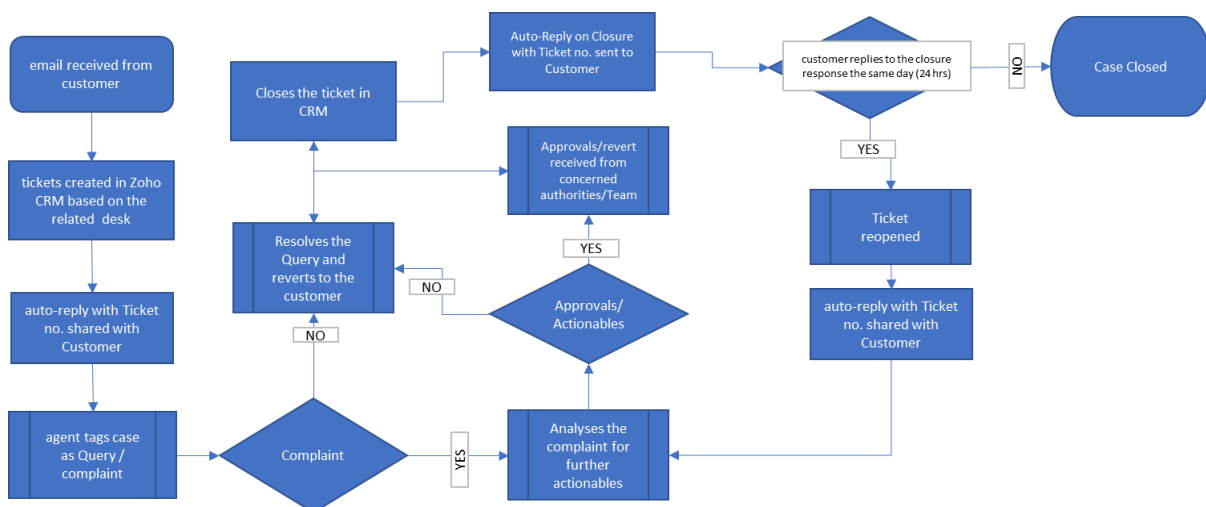 email received from
customer
tickets created in Zoho
CRM based on the
related desk
auto-reply with Ticket
no. shared with
Customer
agent tags case
as Query /
complaint
Complaint
NO
YES
Resolves the
Query and
reverts to the
customer
Closes the ticket in
CRM
Analyses the
complaint for
further
actionables
Approvals/
Actionables
NO
YES
Approvals/revert
received from
concerned
authorities/Team
Auto-Reply on Closure
with Ticket no. sent to
Customer
customer replies to the closure
response the same day (24 hrs)
NO
Case Closed
YES
Ticket
reopened
auto-reply with Ticket
no. shared with
Customer